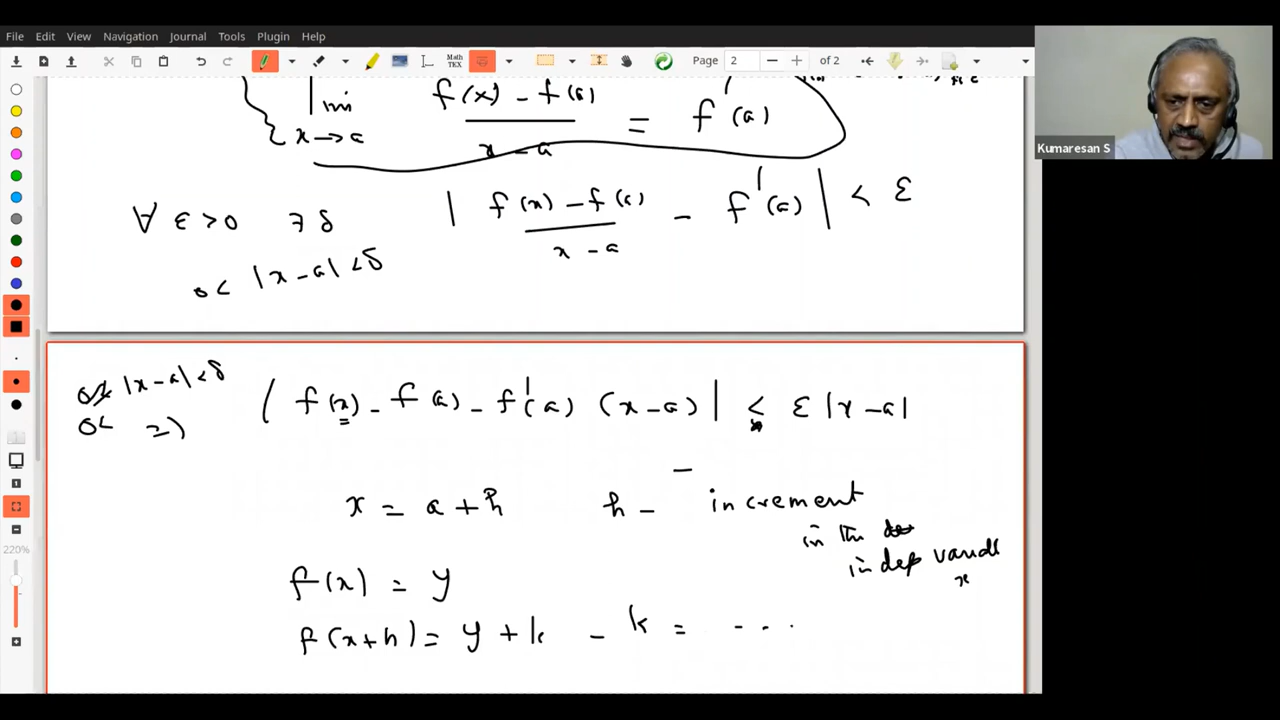 File Edit View Navigation Journal Tools Plugin Help
Page 2 of 2
lim x→a (f(x) – f(a)) / (x – a) = f'(a)
∀ ε > 0 ∃ δ | (f(x) – f(a)) / (x – a) – f'(a) | < ε
0 < |x – a| < δ
|x – a| < δ | f(x) – f(a) – f'(a) (x – a) | ≤ ε |x – a|
0 < =)
x = a + h h – increment
in the
indep
x
f(x) = y
f(x+h) = y + k – k = - - - .
220%
Kumaresan S